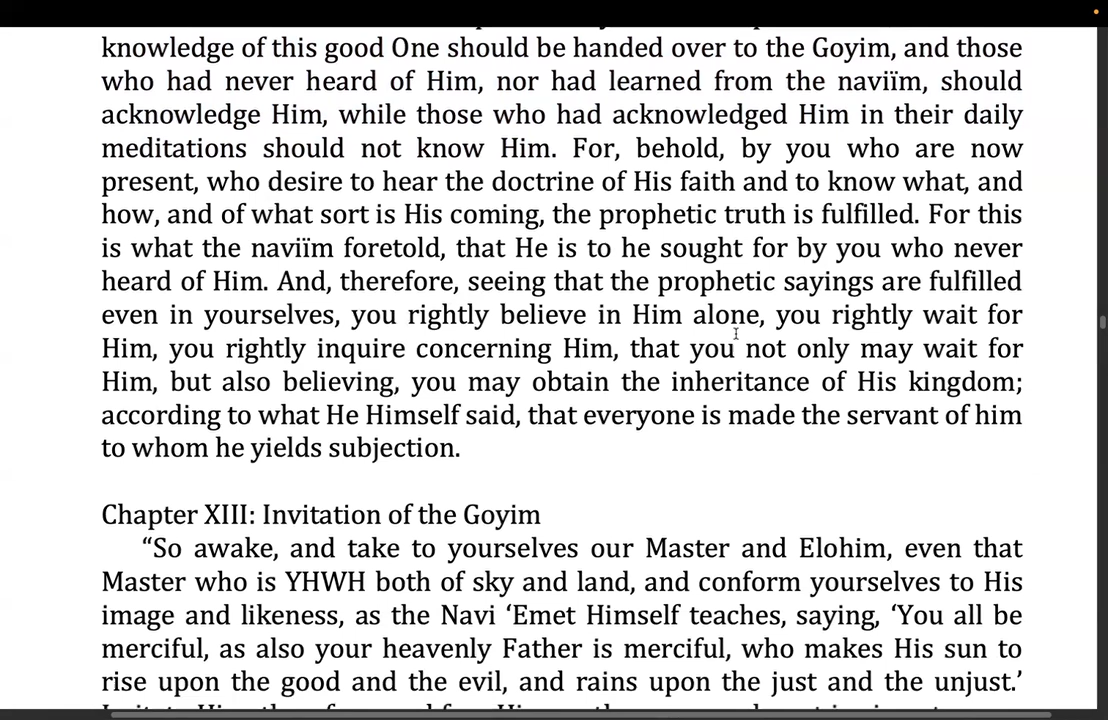 knowledge of this good One should be handed over to the Goyim, and those
who had never heard of Him, nor had learned from the naviïm, should
acknowledge Him, while those who had acknowledged Him in their daily
meditations should not know Him. For, behold, by you who are now
present, who desire to hear the doctrine of His faith and to know what, and
how, and of what sort is His coming, the prophetic truth is fulfilled. For this
is what the naviïm foretold, that He is to he sought for by you who never
heard of Him. And, therefore, seeing that the prophetic sayings are fulfilled
even in yourselves, you rightly believe in Him alone, you rightly wait for
Him, you rightly inquire concerning Him, that you not only may wait for
Him, but also believing, you may obtain the inheritance of His kingdom;
according to what He Himself said, that everyone is made the servant of him
to whom he yields subjection.
Chapter XIII: Invitation of the Goyim
“So awake, and take to yourselves our Master and Elohim, even that
Master who is YHWH both of sky and land, and conform yourselves to His
image and likeness, as the Navi ‘Emet Himself teaches, saying, ‘You all be
merciful, as also your heavenly Father is merciful, who makes His sun to
rise upon the good and the evil, and rains upon the just and the unjust.’